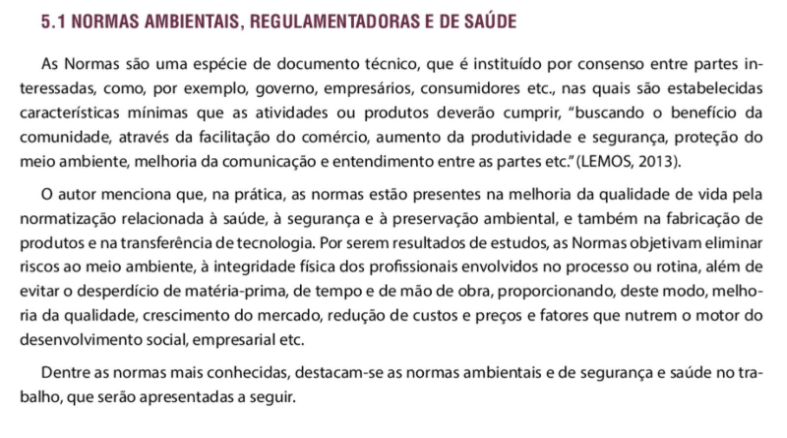 5.1 NORMAS AMBIENTAIS, REGULAMENTADORAS E DE SAÚDE
As Normas são uma espécie de documento técnico, que é instituído por consenso entre partes in-
teressadas, como, por exemplo, governo, empresários, consumidores etc., nas quais são estabelecidas
características mínimas que as atividades ou produtos deverão cumprir, “buscando o benefício da
comunidade, através da facilitação do comércio, aumento da produtividade e segurança, proteção do
meio ambiente, melhoria da comunicação e entendimento entre as partes etc.” (LEMOS, 2013).
O autor menciona que, na prática, as normas estão presentes na melhoria da qualidade de vida pela
normatização relacionada à saúde, à segurança e à preservação ambiental, e também na fabricação de
produtos e na transferência de tecnologia. Por serem resultados de estudos, as Normas objetivam eliminar
riscos ao meio ambiente, à integridade física dos profissionais envolvidos no processo ou rotina, além de
evitar o desperdício de matéria-prima, de tempo e de mão de obra, proporcionando, deste modo, melho-
ria da qualidade, crescimento do mercado, redução de custos e preços e fatores que nutrem o motor do
desenvolvimento social, empresarial etc.
Dentre as normas mais conhecidas, destacam-se as normas ambientais e de segurança e saúde no tra-
balho, que serão apresentadas a seguir.